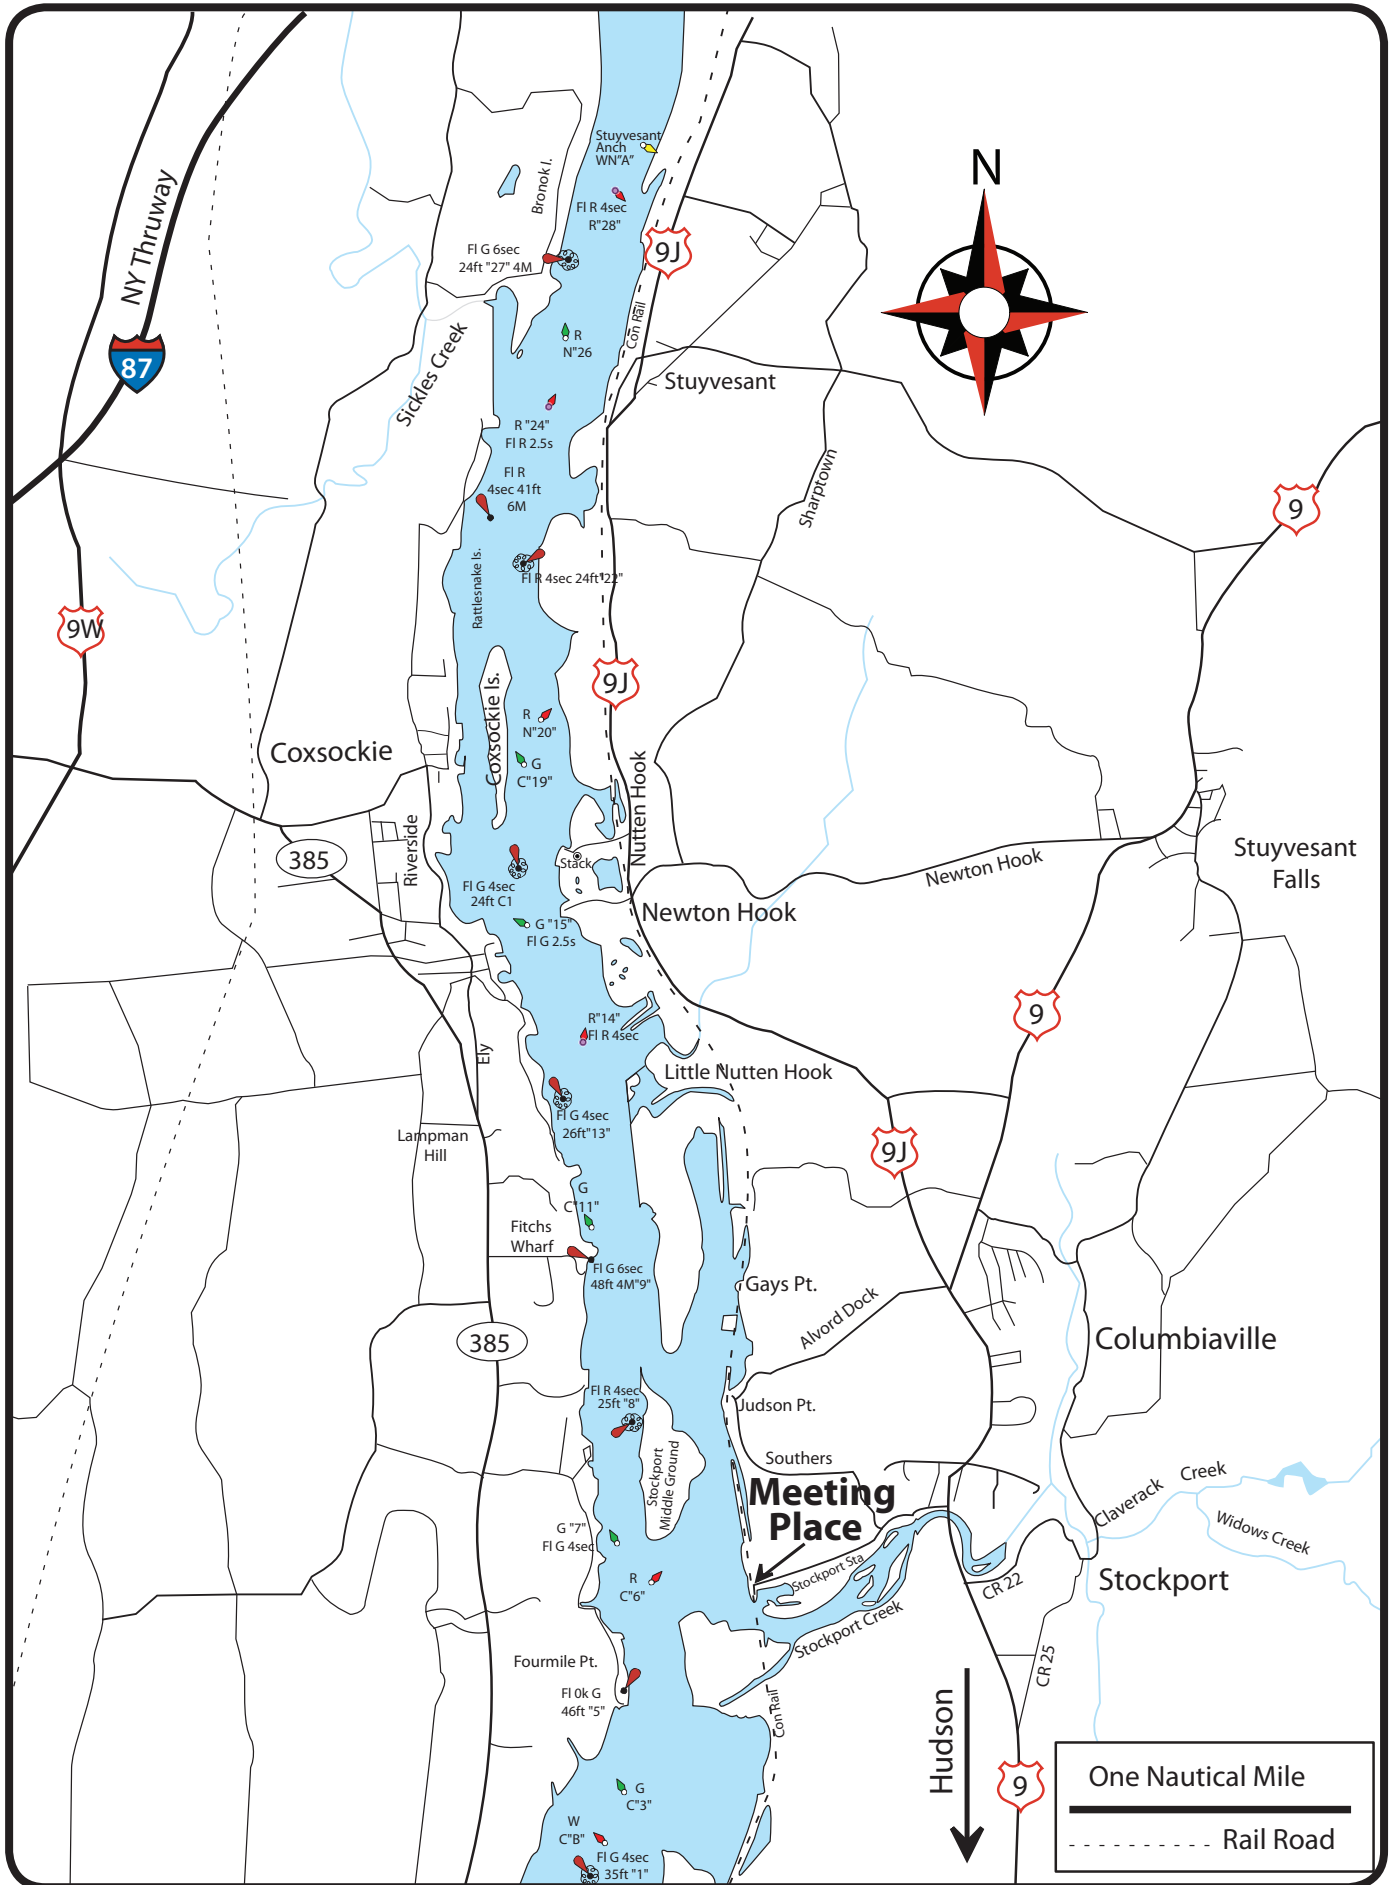 Stuyvesant
Anch
WN"A"
N
NY Thruway
Bronok I.
Fl R 4sec
R"28"
Fl G 6sec
24ft "27" 4M
9J
Con Rail
87
Sickles Creek
R
N"26
Stuyvesant
R "24"
Fl R 2.5s
Fl R
4sec 41ft
6M
Sharptown
9
Rattlesnake Is.
Fl R 4sec 24ft"22"
9W
9J
Coxsockie Is.
R
N"20"
Coxsockie
G
C"19"
Nutten Hook
385
Riverside
Stack
Newton Hook
Stuyvesant
Falls
Fl G 4sec
24ft C1
Newton Hook
G "15"
Fl G 2.5s
9
R"14"
Fl R 4sec
Ely
Little Nutten Hook
Fl G 4sec
26ft"13"
Lampman
Hill
9J
G
C"11"
Fitchs
Wharf
Fl G 6sec
48ft 4M"9"
Gays Pt.
Alvord Dock
385
Columbiaville
Fl R 4sec
25ft "8"
Judson Pt.
Stockport
Middle Ground
Southers
Meeting
Place
Claverack Creek
Widows Creek
G "7"
Fl G 4sec
R
C"6"
Stockport Sta
CR 22
Stockport
Stockport Creek
Fourmile Pt.
CR 25
Fl 0k G
46ft "5"
Con Rail
Hudson
9
G
C"3"
W
C"B"
Fl G 4sec
35ft "1"
One Nautical Mile
Rail Road